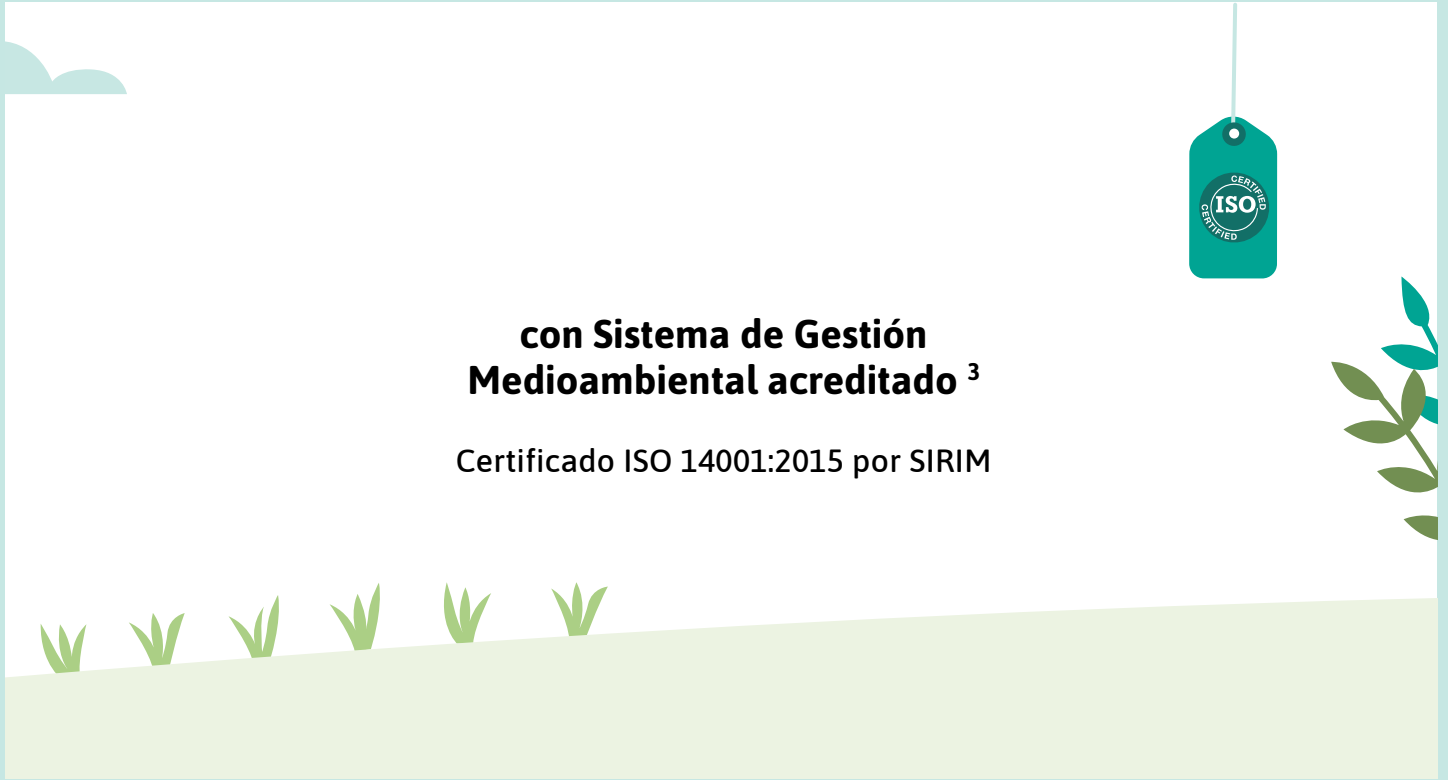 CERTIFIED
ISO
CERTIFIED
con Sistema de Gestión
Medioambiental acreditado ³
Certificado ISO 14001:2015 por SIRIM